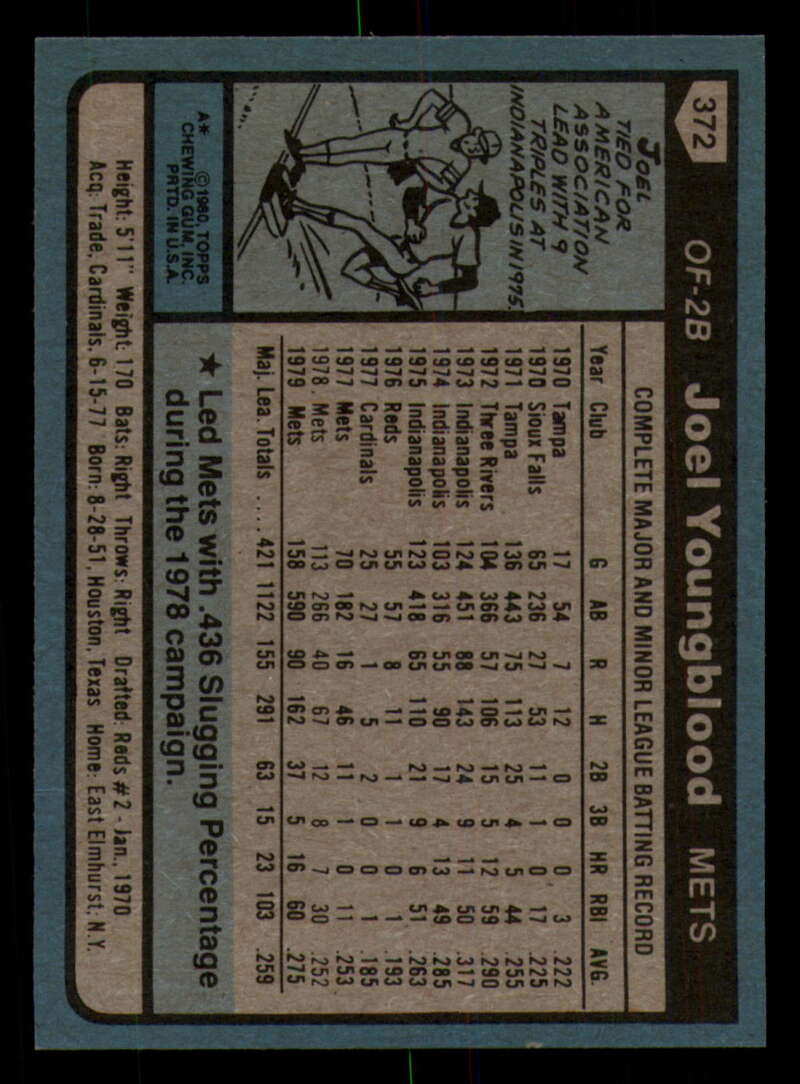 372 OF-2B Joel Youngblood METS
JOEL
TIED FOR
AMERICAN
ASSOCIATION
LEAD WITH 9
TRIPLES AT
INDIANAPOLIS IN 1975.
A* ©1980 TOPPS
CHEWING GUM, INC.
PRTD. IN U.S.A.
COMPLETE MAJOR AND MINOR LEAGUE BATTING RECORD
Year Club G AB R H 2B 3B HR RBI AVG.
1970 Tampa 17 54 7 12 0 0 0 3 .222
1970 Sioux Falls 65 236 27 53 11 1 0 17 .225
1971 Tampa 136 443 75 113 25 4 5 44 .255
1972 Three Rivers 104 366 57 106 15 5 12 59 .290
1973 Indianapolis 124 451 88 143 24 9 11 50 .317
1974 Indianapolis 103 316 55 90 17 4 13 49 .285
1975 Indianapolis 123 418 65 110 21 9 6 51 .263
1976 Reds 55 57 8 11 1 1 0 1 .193
1977 Cardinals 25 27 1 5 2 0 0 1 .185
1977 Mets 70 182 16 46 11 1 0 11 .253
1978 Mets 113 266 40 67 12 8 7 30 .252
1979 Mets 158 590 90 162 37 5 16 60 .275
Maj. Lea. Totals .... 421 1122 155 291 63 15 23 103 .259
★ Led Mets with .436 Slugging Percentage
during the 1978 campaign.
Height: 5'11" Weight: 170 Bats: Right Throws: Right Drafted: Reds #2 - Jan., 1970
Acq: Trade, Cardinals, 6-15-77 Born: 8-28-51, Houston, Texas Home: East Elmhurst, N.Y.